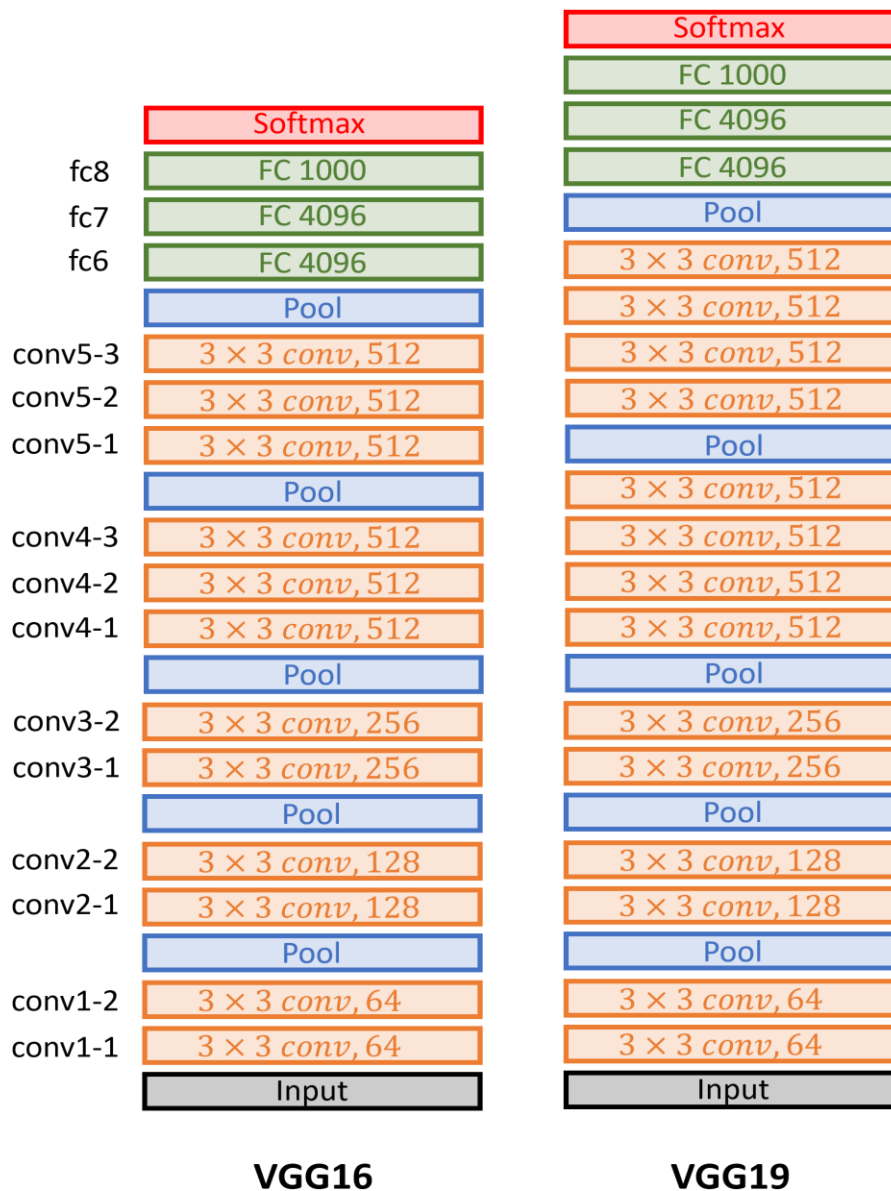 Softmax
fc8 FC 1000
fc7 FC 4096
fc6 FC 4096
Pool
conv5-3 3 × 3 conv, 512
conv5-2 3 × 3 conv, 512
conv5-1 3 × 3 conv, 512
Pool
conv4-3 3 × 3 conv, 512
conv4-2 3 × 3 conv, 512
conv4-1 3 × 3 conv, 512
Pool
conv3-2 3 × 3 conv, 256
conv3-1 3 × 3 conv, 256
Pool
conv2-2 3 × 3 conv, 128
conv2-1 3 × 3 conv, 128
Pool
conv1-2 3 × 3 conv, 64
conv1-1 3 × 3 conv, 64
Input
VGG16
Softmax
FC 1000
FC 4096
FC 4096
Pool
3 × 3 conv, 512
3 × 3 conv, 512
3 × 3 conv, 512
3 × 3 conv, 512
Pool
3 × 3 conv, 512
3 × 3 conv, 512
3 × 3 conv, 512
3 × 3 conv, 512
Pool
3 × 3 conv, 256
3 × 3 conv, 256
Pool
3 × 3 conv, 128
3 × 3 conv, 128
Pool
3 × 3 conv, 64
3 × 3 conv, 64
Input
VGG19